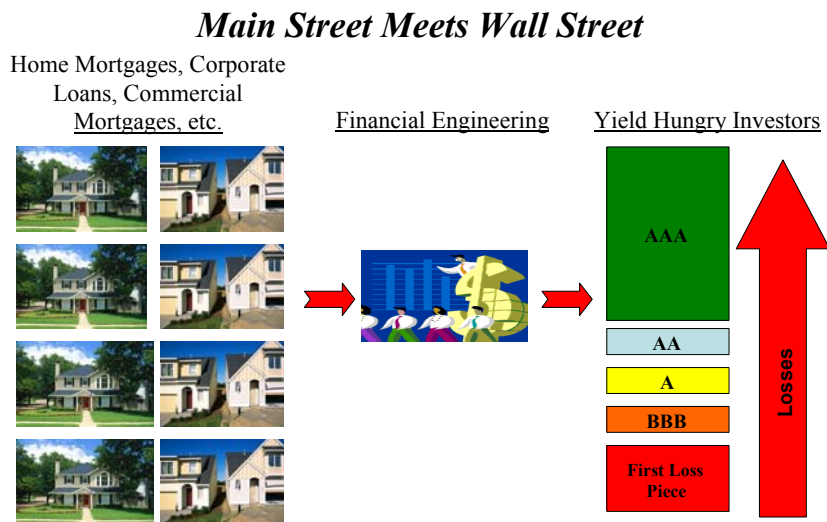 Main Street Meets Wall Street
Home Mortgages, Corporate
Loans, Commercial
Mortgages, etc.
Financial Engineering
Yield Hungry Investors
AAA
AA
A
BBB
First Loss
Piece
Losses